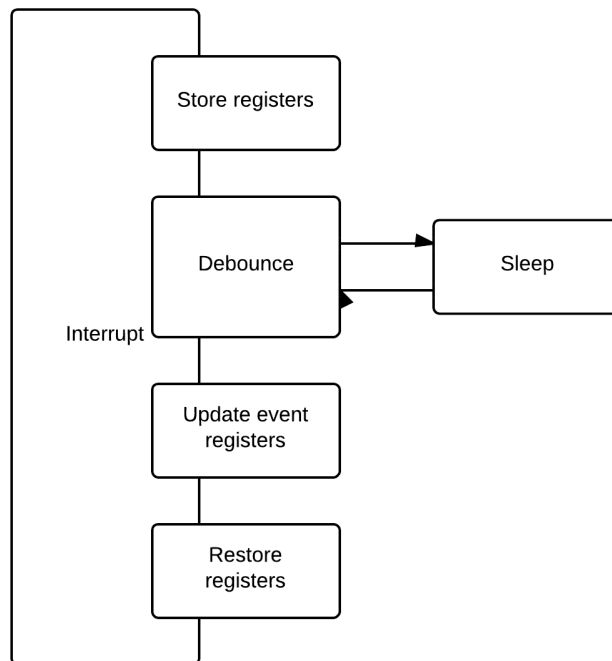 Store registers
Debounce
Sleep
Interrupt
Update event
registers
Restore
registers